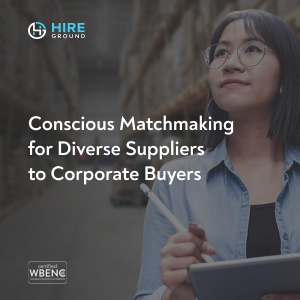 HIRE
GROUND
Conscious Matchmaking
for Diverse Suppliers
to Corporate Buyers
certified
WBENC